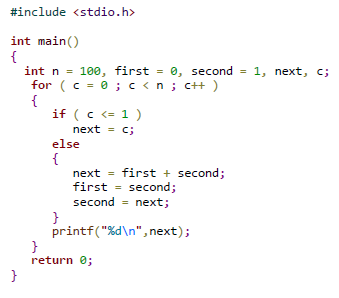 #include <stdio.h>

int main()
{
  int n = 100, first = 0, second = 1, next, c;
   for ( c = 0 ; c < n ; c++ )
   {
      if ( c <= 1 )
         next = c;
      else
      {
         next = first + second;
         first = second;
         second = next;
      }
      printf("%d\n",next);
   }
   return 0;
}